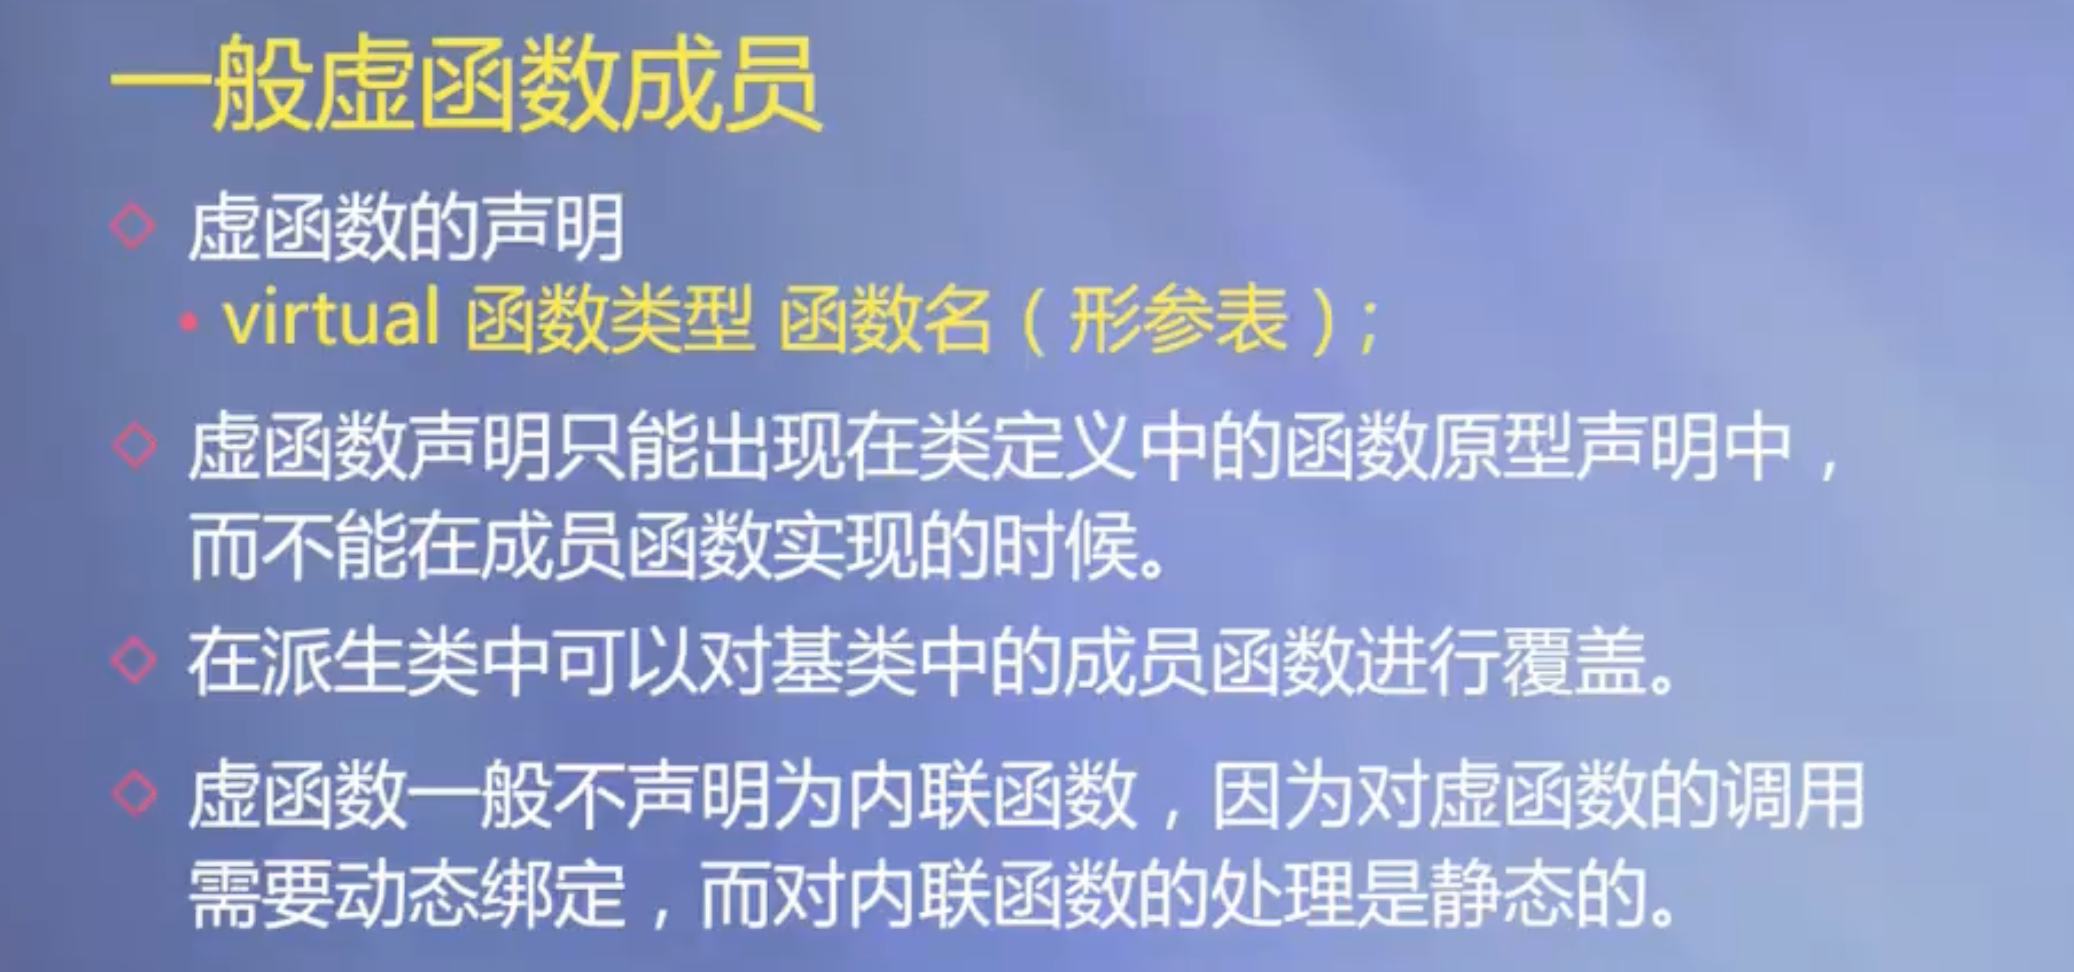 一般虚函数成员
虚函数的声明
• virtual 函数类型 函数名（形参表）;
虚函数声明只能出现在类定义中的函数原型声明中，
而不能在成员函数实现的时候。
在派生类中可以对基类中的成员函数进行覆盖。
虚函数一般不声明为内联函数，因为对虚函数的调用
需要动态绑定，而对内联函数的处理是静态的。